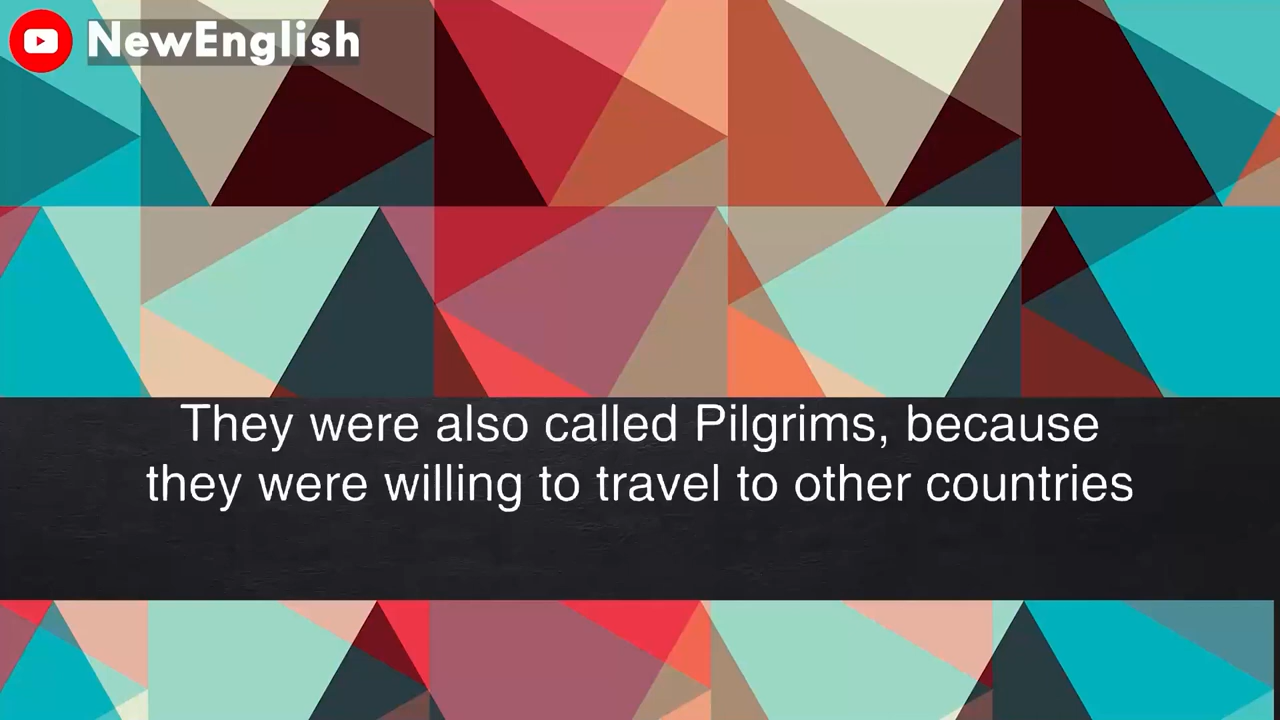 NewEnglish
They were also called Pilgrims, because
they were willing to travel to other countries